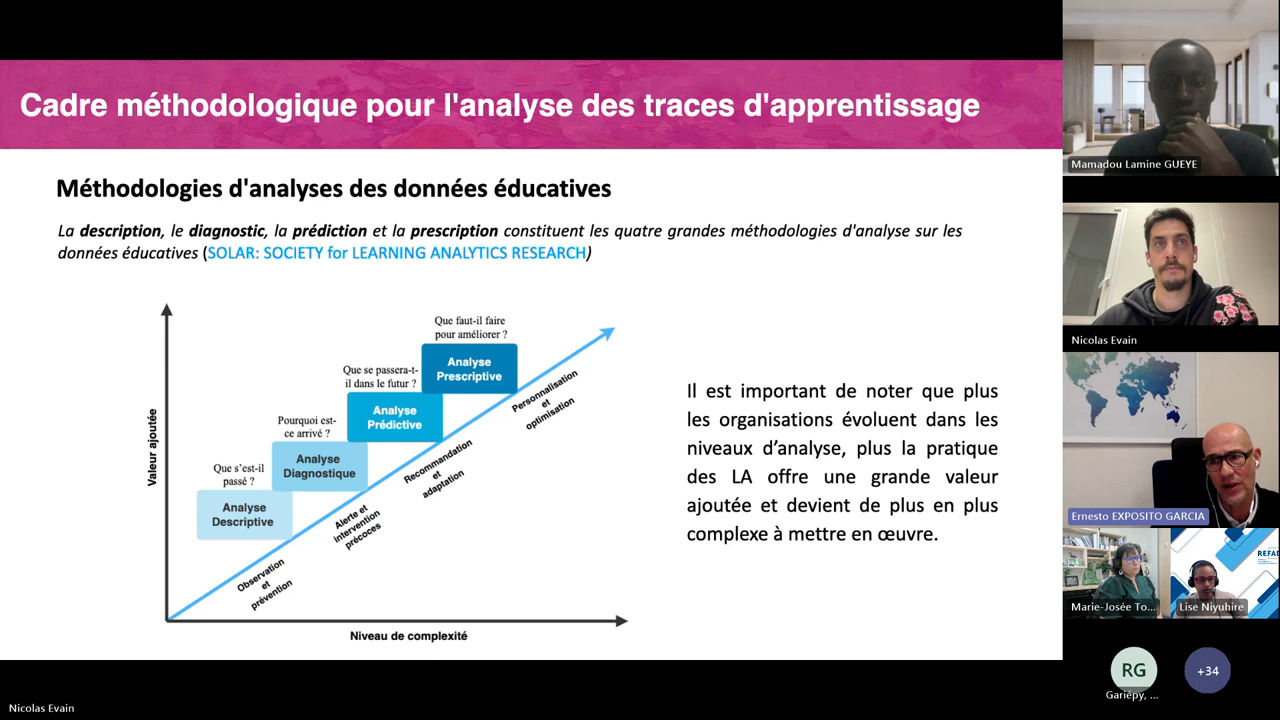 Cadre méthodologique pour l'analyse des traces d'apprentissage
Méthodologies d'analyses des données éducatives
La description, le diagnostic, la prédiction et la prescription constituent les quatre grandes méthodologies d'analyse sur les
données éducatives (SOLAR: SOCIETY for LEARNING ANALYTICS RESEARCH)
Valeur ajoutée
Que faut-il faire
pour améliorer ?
Analyse
Prescriptive
Que se passera-t-
il dans le futur ?
Analyse
Prédictive
Pourquoi est-
ce arrivé ?
Analyse
Diagnostique
Que s'est-il
passé ?
Analyse
Descriptive
Observation
et
prévention
Alerte et
intervention
précoces
Recommandation
et
adaptation
Personnalisation
et
optimisation
Niveau de complexité
Il est important de noter que plus
les organisations évoluent dans les
niveaux d’analyse, plus la pratique
des LA offre une grande valeur
ajoutée et devient de plus en plus
complexe à mettre en œuvre.
Mamadou Lamine GUEYE
Nicolas Evain
Ernesto EXPOSITO GARCIA
Marie-Josée To...
REFAD
Lise Niyuhire
RG
Gariépy, ...
+34
Nicolas Evain